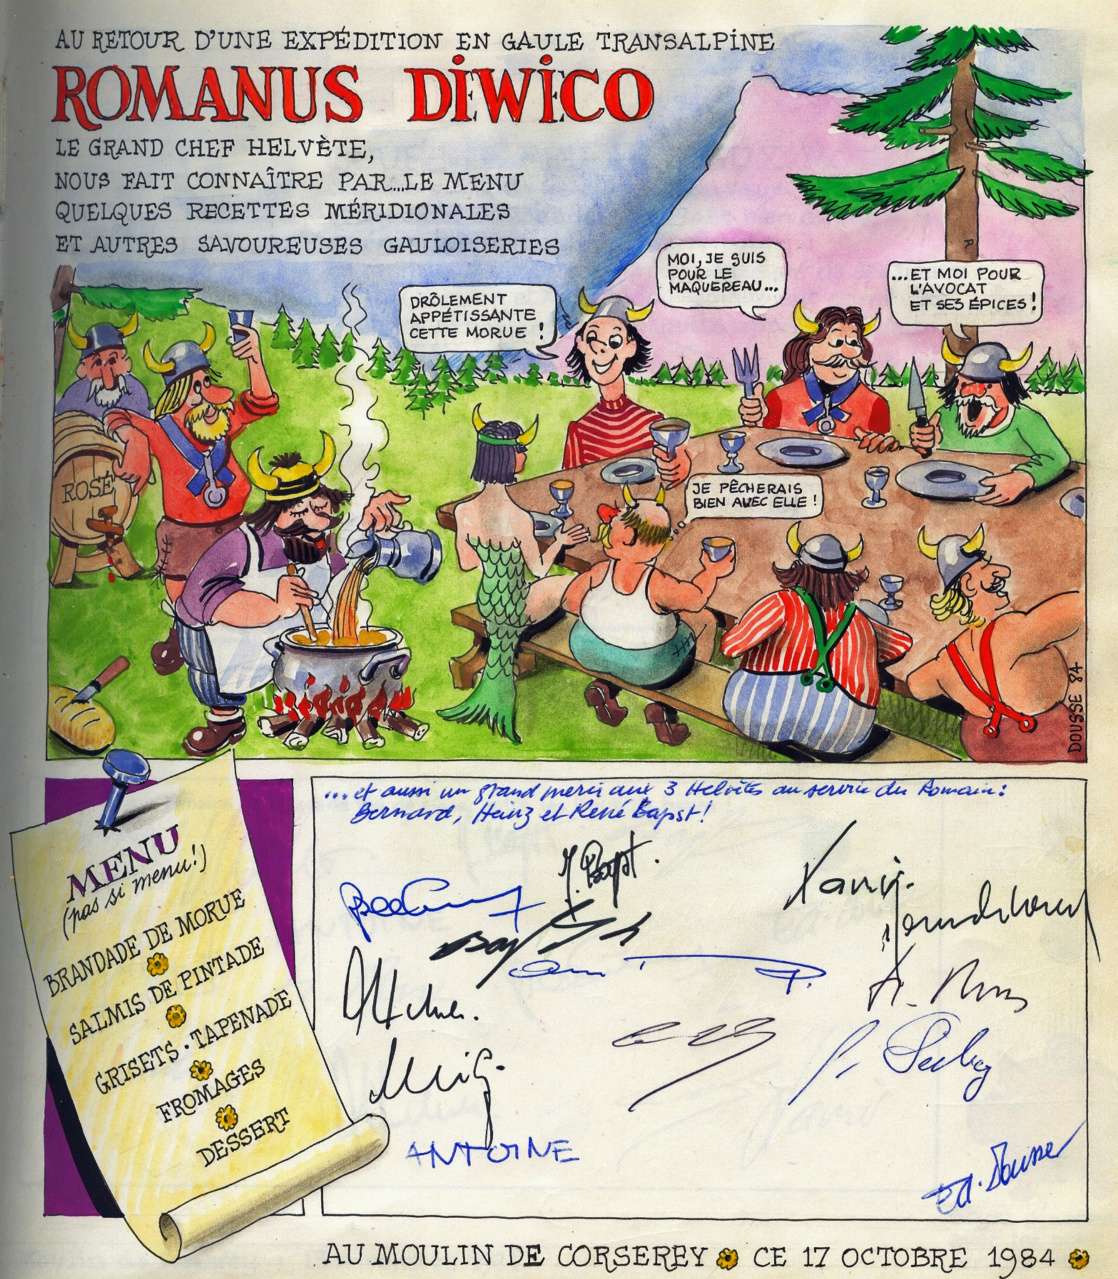 AU RETOUR D'UNE EXPÉDITION EN GAULE TRANSALPINE
ROMANUS DIWICO
LE GRAND CHEF HELVÈTE,
NOUS FAIT CONNAÎTRE PAR...LE MENU
QUELQUES RECETTES MÉRIDIONALES
ET AUTRES SAVOUREUSES GAULOISERIES
DRÔLEMENT
APPÉTISSANTE
CETTE MORUE !
MOI, JE SUIS
POUR LE
MAQUEREAU...
...ET MOI POUR
L'AVOCAT
ET SES ÉPICES !
ROSÉ
JE PÊCHERAIS
BIEN AVEC ELLE !
DOUSSE 84
MENU
(pas si menu!)
BRANDADE DE MORUE
SALMIS DE PINTADE
GRISETS · TAPENADE
FROMAGES
DESSERT
...et aussi un grand merci aux 3 Helvètes au service du Romain:
Bernard, Heinz et René Bapst!
Bapst.
ANTOINE
Ed. Dousse
AU MOULIN DE CORSEREY CE 17 OCTOBRE 1984